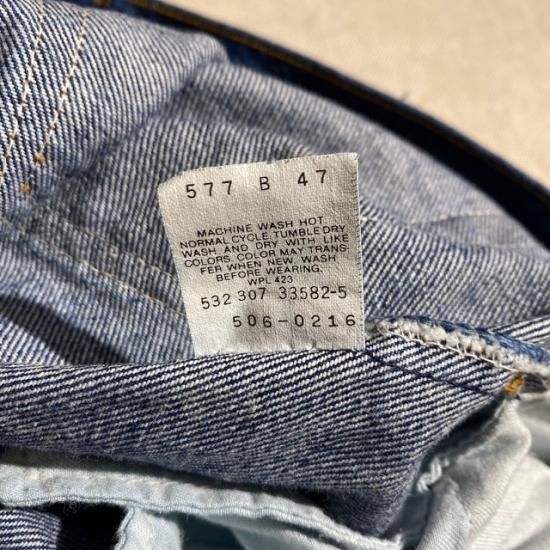 577 B 47
MACHINE WASH HOT
NORMAL CYCLE. TUMBLE DRY
WASH AND DRY WITH LIKE
COLORS. COLOR MAY TRANS-
FER WHEN NEW. WASH
BEFORE WEARING.
WPL 423
532 307 33582-5
506-0216